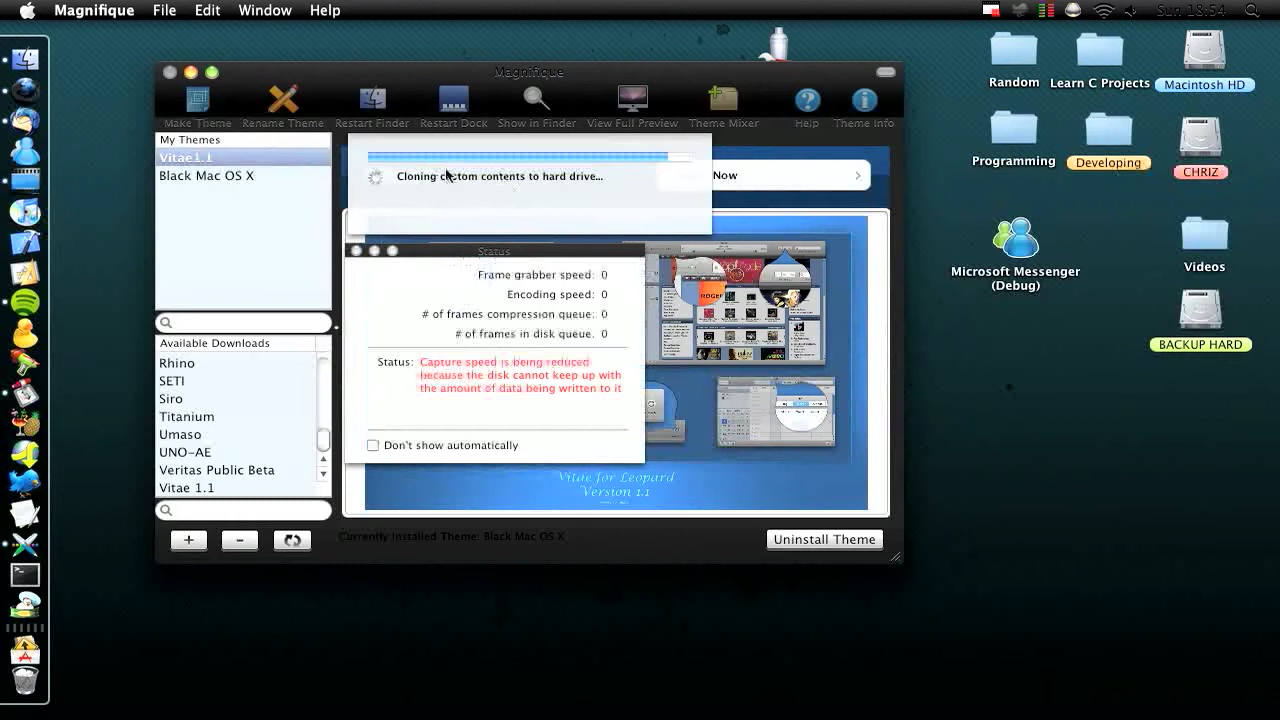 Magnifique File Edit Window Help
Sun 18:54
Magnifique
Make Theme Rename Theme Restart Finder Restart Dock Show in Finder View Full Preview Theme Mixer Help Theme Info
My Themes
Vitae 1.1
Black Mac OS X
Cloning custom contents to hard drive...
Now
Status
Frame grabber speed: 0
Encoding speed: 0
# of frames compression queue: 0
# of frames in disk queue: 0
Status: Capture speed is being reduced
because the disk cannot keep up with
the amount of data being written to it
Don't show automatically
Available Downloads
Rhino
SETI
Siro
Titanium
Umaso
UNO-AE
Veritas Public Beta
Vitae 1.1
Vitae for Leopard
Version 1.1
Currently Installed Theme: Black Mac OS X
Uninstall Theme
Random
Learn C Projects
Macintosh HD
Programming
Developing
CHRIZ
Microsoft Messenger
(Debug)
Videos
BACKUP HARD